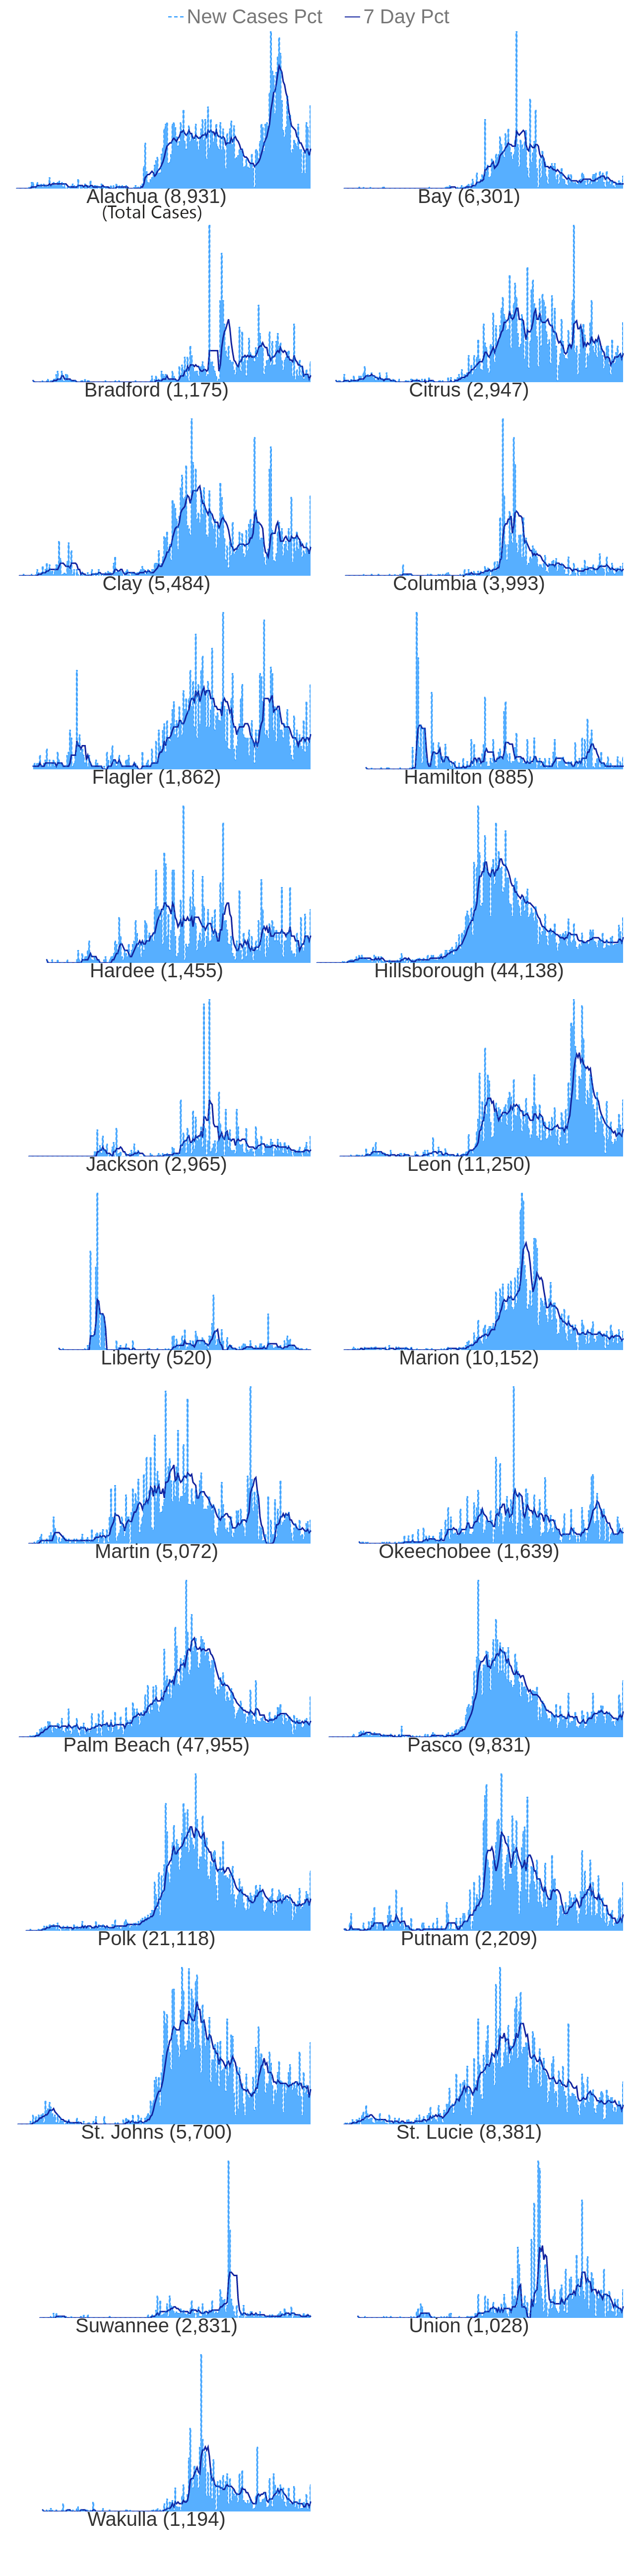 New Cases Pct 7 Day Pct
Alachua (8,931) Bay (6,301)
(Total Cases)
Bradford (1,175) Citrus (2,947)
Clay (5,484) Columbia (3,993)
Flagler (1,862) Hamilton (885)
Hardee (1,455) Hillsborough (44,138)
Jackson (2,965) Leon (11,250)
Liberty (520) Marion (10,152)
Martin (5,072) Okeechobee (1,639)
Palm Beach (47,955) Pasco (9,831)
Polk (21,118) Putnam (2,209)
St. Johns (5,700) St. Lucie (8,381)
Suwannee (2,831) Union (1,028)
Wakulla (1,194)